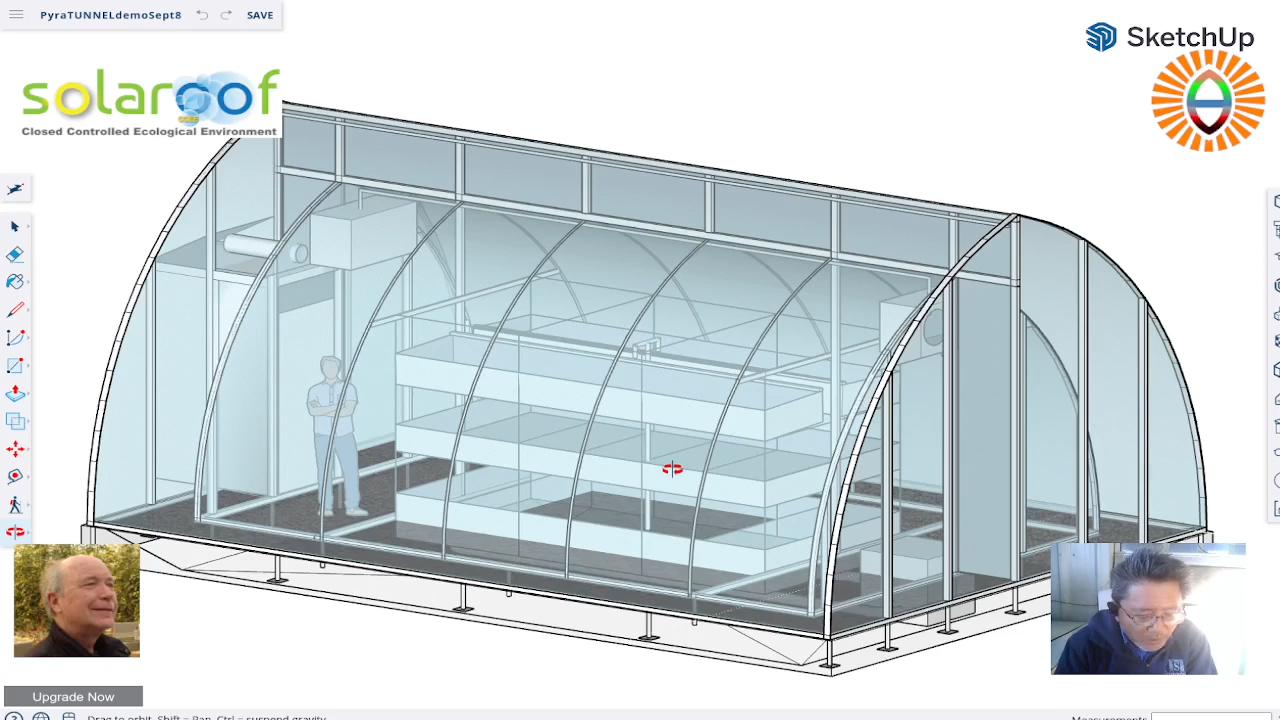 PyraTUNNELdemoSept8
SAVE
SketchUp
solaroof
CCEE
Closed Controlled Ecological Environment
Upgrade Now
Drag to orbit. Shift = Pan, Ctrl = suspend gravity
Measurements